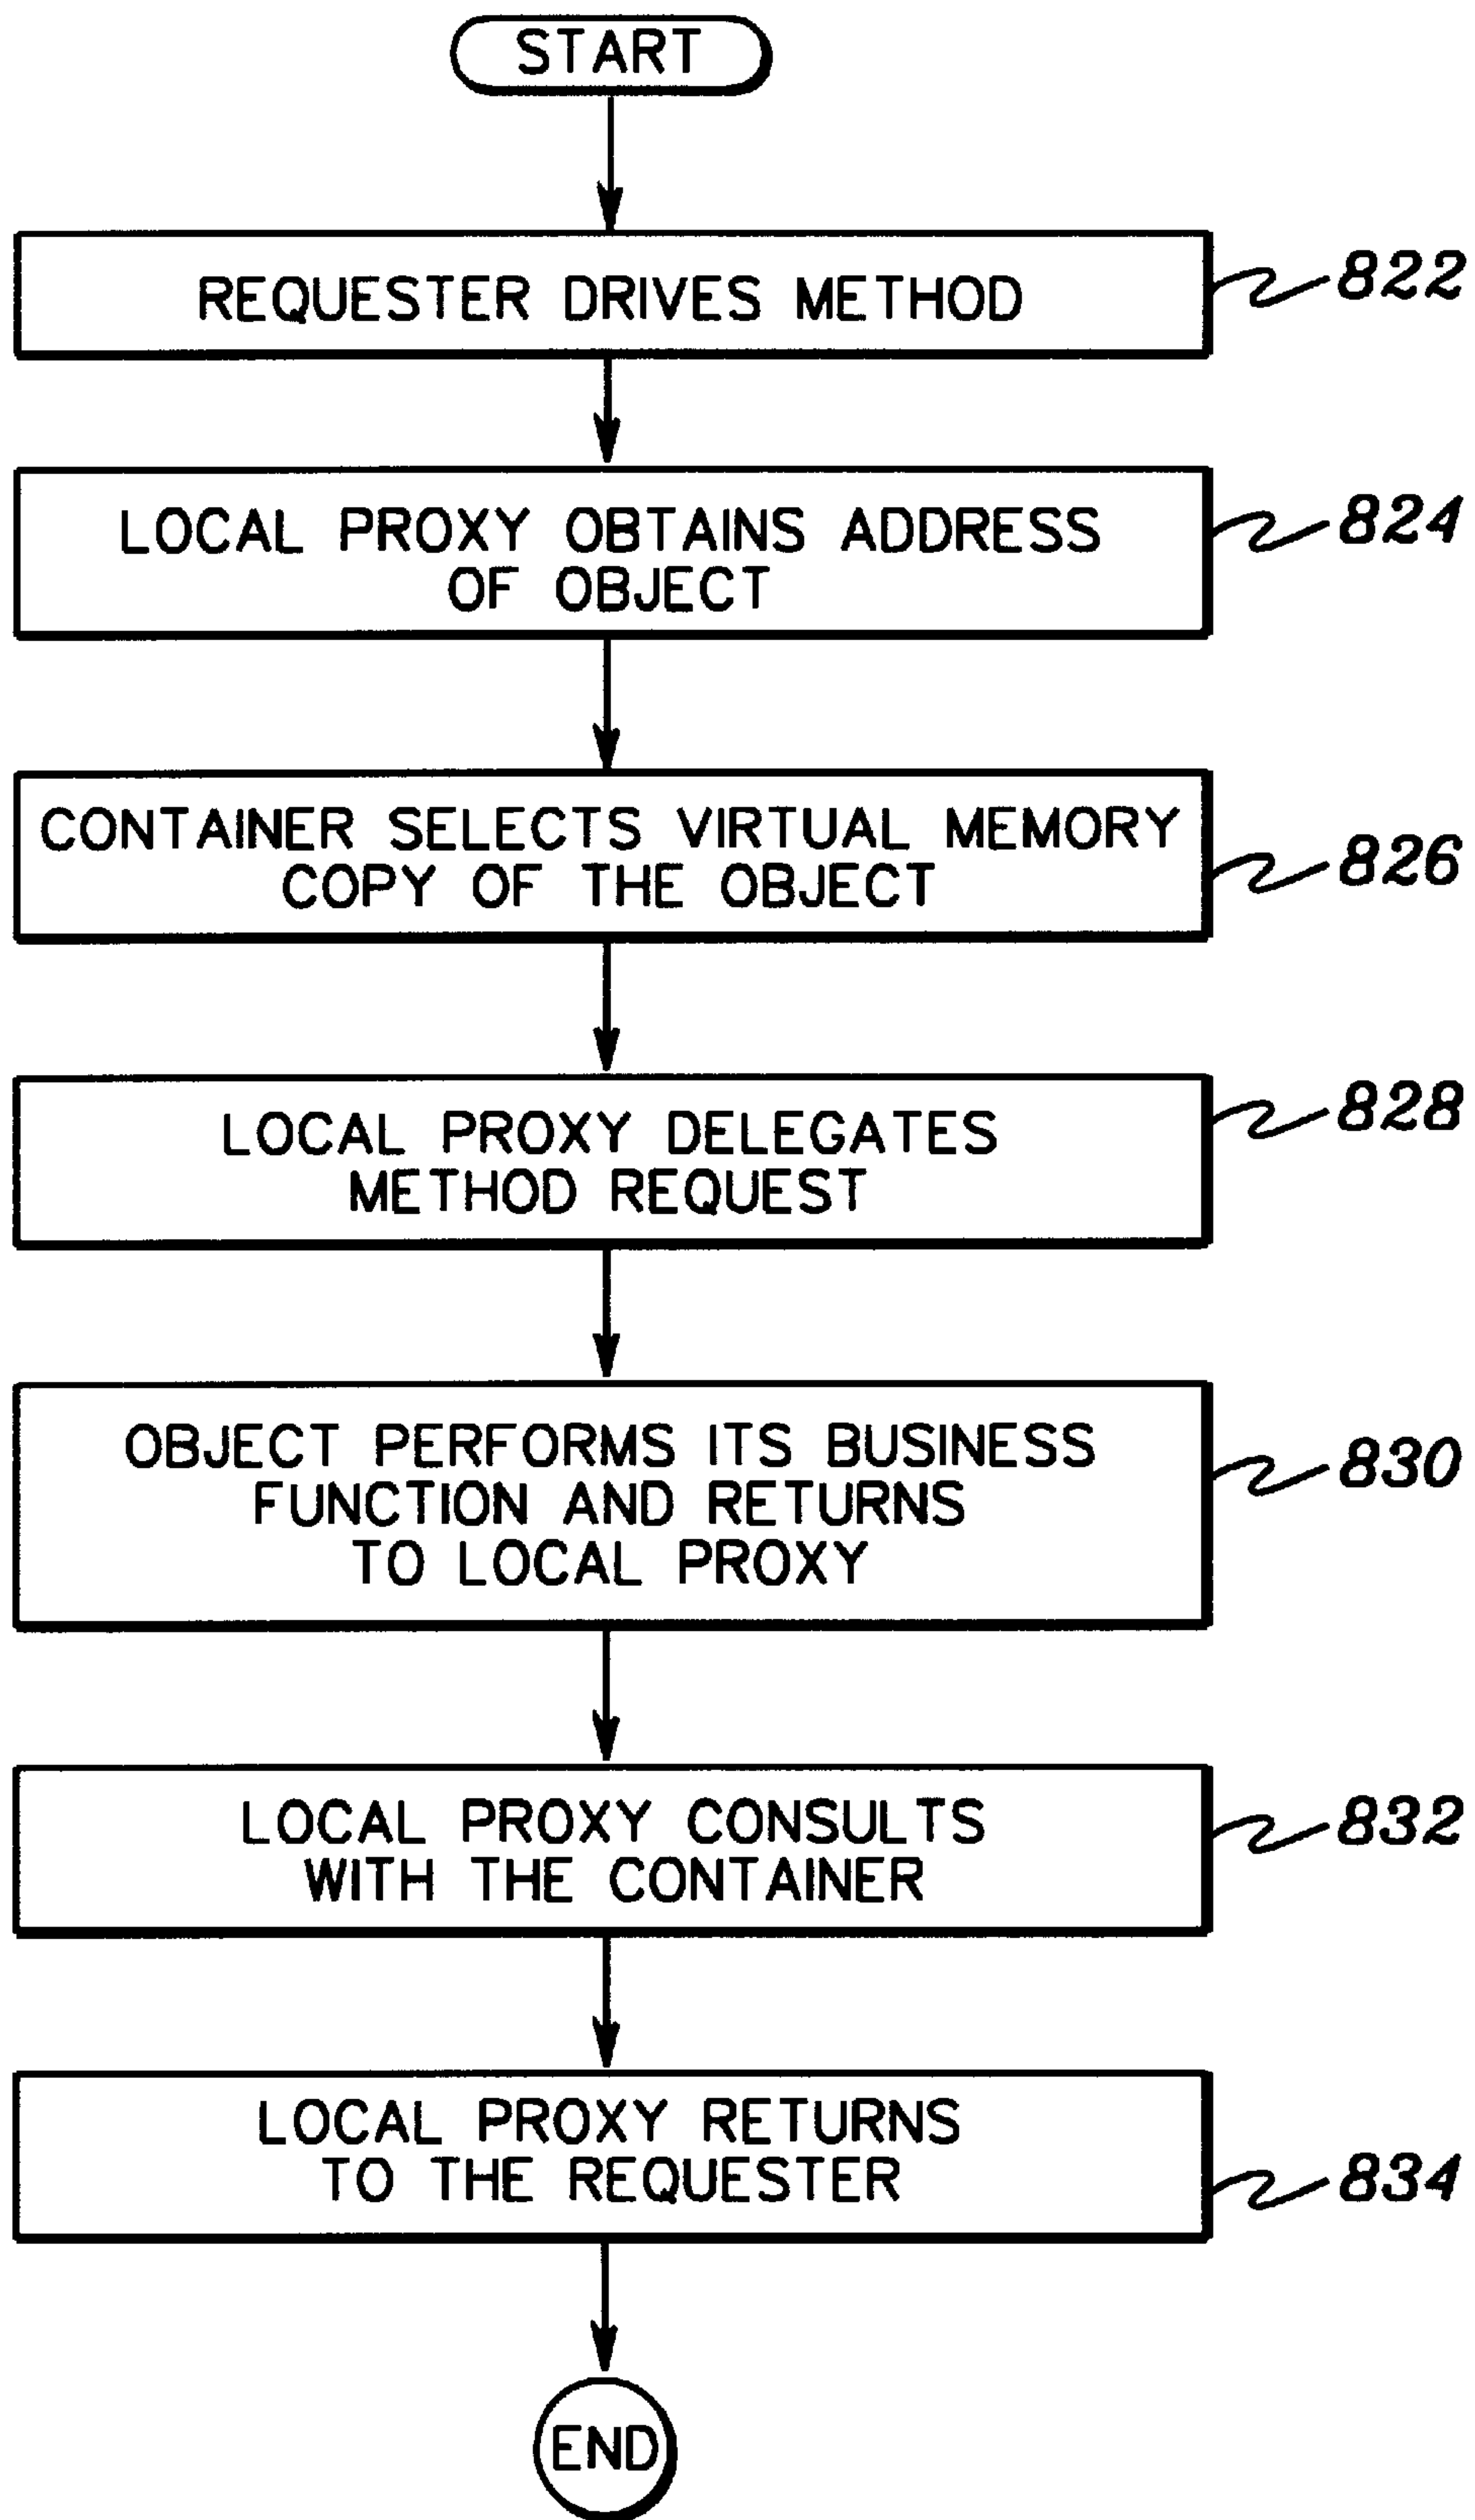 START
REQUESTER DRIVES METHOD
822
LOCAL PROXY OBTAINS ADDRESS
OF OBJECT
824
CONTAINER SELECTS VIRTUAL MEMORY
COPY OF THE OBJECT
826
LOCAL PROXY DELEGATES
METHOD REQUEST
828
OBJECT PERFORMS ITS BUSINESS
FUNCTION AND RETURNS
TO LOCAL PROXY
830
LOCAL PROXY CONSULTS
WITH THE CONTAINER
832
LOCAL PROXY RETURNS
TO THE REQUESTER
834
END